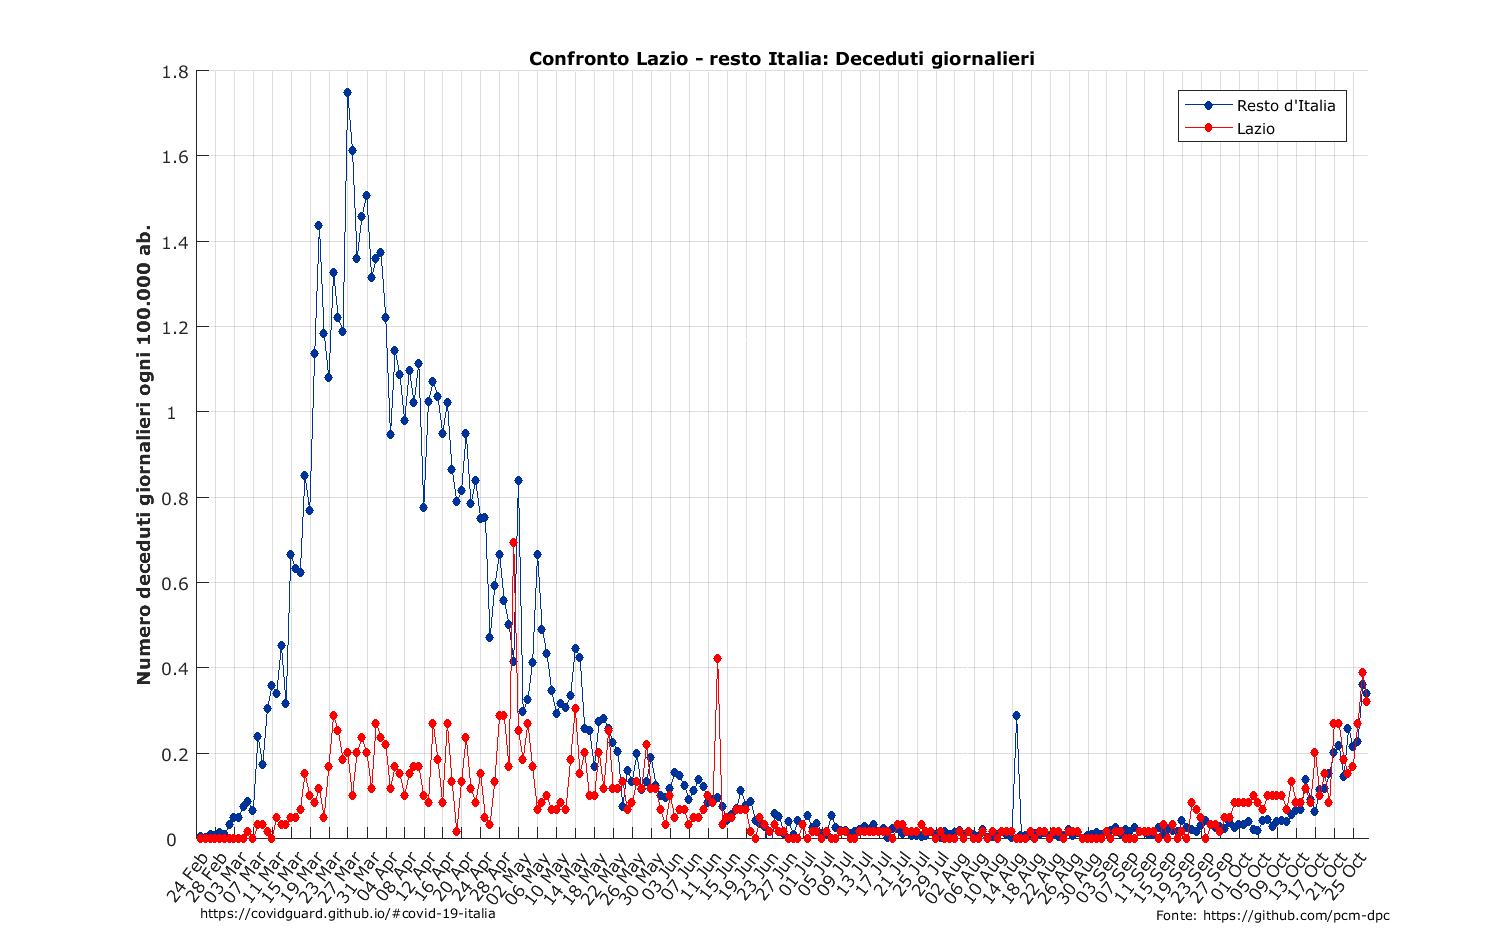 Confronto Lazio - resto Italia: Deceduti giornalieri
Numero deceduti giornalieri ogni 100.000 ab.
1.8
1.6
1.4
1.2
1
0.8
0.6
0.4
0.2
0
Resto d'Italia
Lazio
24 Feb
28 Feb
03 Mar
07 Mar
11 Mar
15 Mar
19 Mar
23 Mar
27 Mar
31 Mar
04 Apr
08 Apr
12 Apr
16 Apr
20 Apr
24 Apr
28 Apr
02 May
06 May
10 May
14 May
18 May
22 May
26 May
30 May
03 Jun
07 Jun
11 Jun
15 Jun
19 Jun
23 Jun
27 Jun
01 Jul
05 Jul
09 Jul
13 Jul
17 Jul
21 Jul
25 Jul
29 Jul
02 Aug
06 Aug
10 Aug
14 Aug
18 Aug
22 Aug
26 Aug
30 Aug
03 Sep
07 Sep
11 Sep
15 Sep
19 Sep
23 Sep
27 Sep
01 Oct
05 Oct
09 Oct
13 Oct
17 Oct
21 Oct
25 Oct
https://covidguard.github.io/#covid-19-italia
Fonte: https://github.com/pcm-dpc